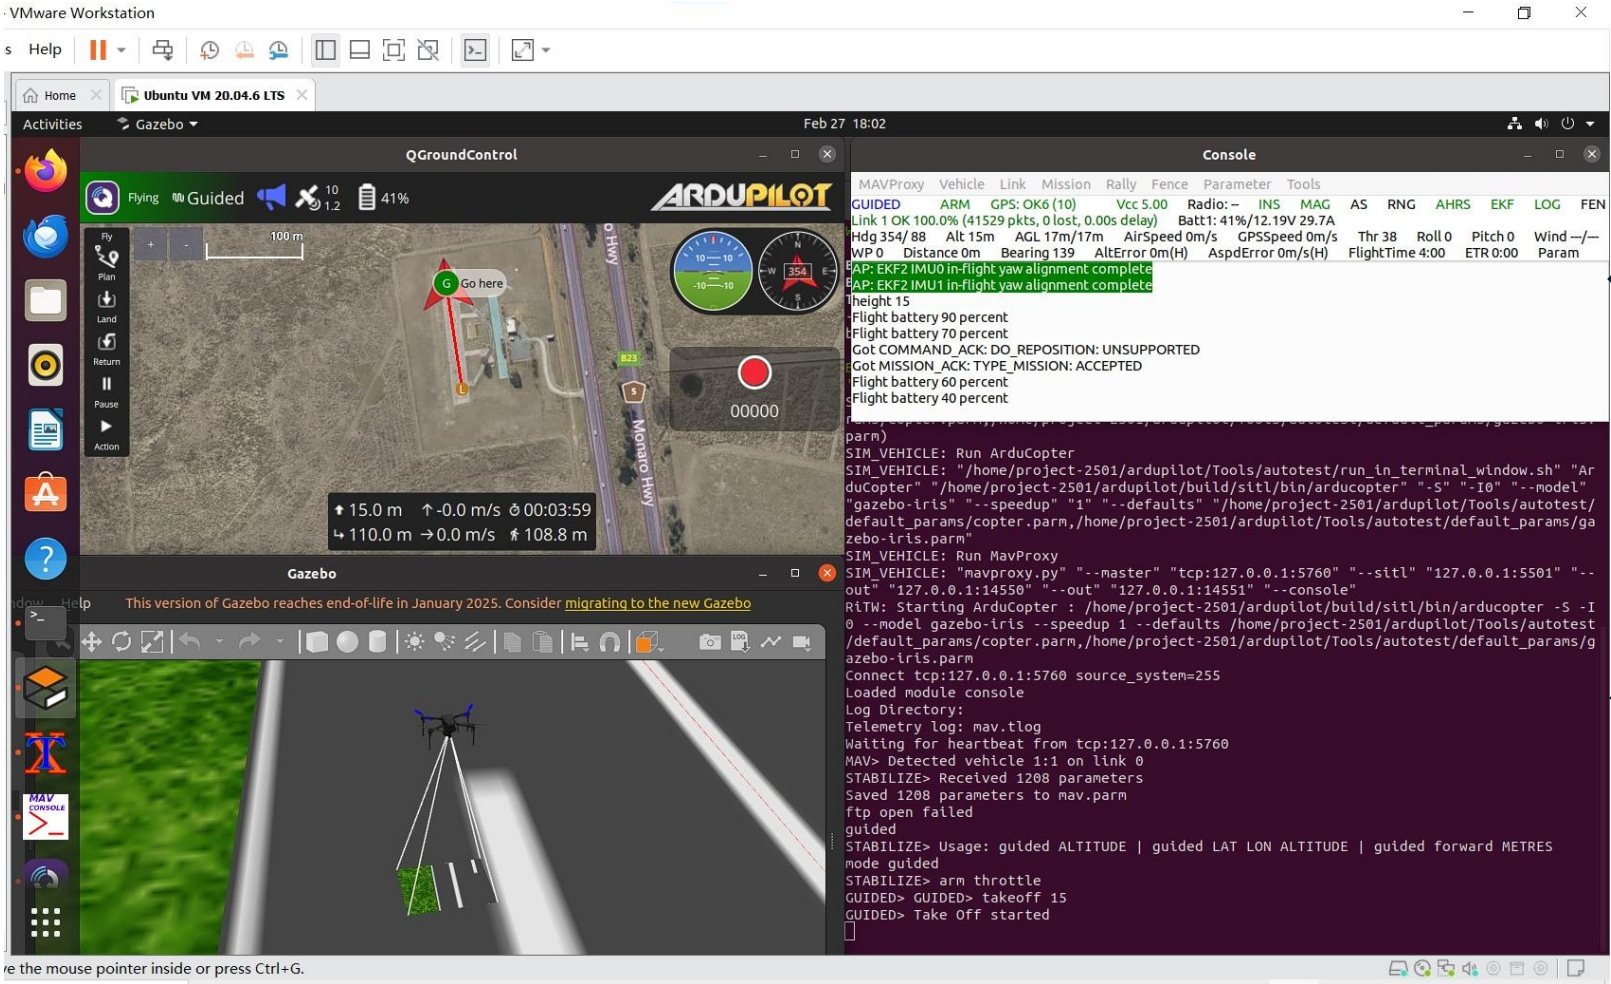 VMware Workstation
s Help
Home
Ubuntu VM 20.04.6 LTS
Activities
Gazebo
Feb 27 18:02
QGroundControl
Flying
Guided
10
1.2
41%
ARDUPILOT
Fly
Plan
Land
Return
Pause
Action
+
-
100 m
o Hwy
G
Go here
L
B23
5
Monaro Hwy
10 10
-10 -10
N
W 354 E
S
00000
15.0 m -0.0 m/s 00:03:59
110.0 m 0.0 m/s 108.8 m
Gazebo
dow Help
This version of Gazebo reaches end-of-life in January 2025. Consider migrating to the new Gazebo
LOG
MAV
CONSOLE
Console
MAVProxy Vehicle Link Mission Rally Fence Parameter Tools
GUIDED ARM GPS: OK6 (10) Vcc 5.00 Radio: -- INS MAG AS RNG AHRS EKF LOG FEN
Link 1 OK 100.0% (41529 pkts, 0 lost, 0.00s delay) Batt1: 41%/12.19V 29.7A
Hdg 354/ 88 Alt 15m AGL 17m/17m AirSpeed 0m/s GPSSpeed 0m/s Thr 38 Roll 0 Pitch 0 Wind ---/---
WP 0 Distance 0m Bearing 139 AltError 0m(H) AspdError 0m/s(H) FlightTime 4:00 ETR 0:00 Param
AP: EKF2 IMU0 in-flight yaw alignment complete
AP: EKF2 IMU1 in-flight yaw alignment complete
height 15
Flight battery 90 percent
Flight battery 70 percent
Got COMMAND_ACK: DO_REPOSITION: UNSUPPORTED
Got MISSION_ACK: TYPE_MISSION: ACCEPTED
Flight battery 60 percent
Flight battery 40 percent
parm)
SIM_VEHICLE: Run ArduCopter
SIM_VEHICLE: "/home/project-2501/ardupilot/Tools/autotest/run_in_terminal_window.sh" "Ar
duCopter" "/home/project-2501/ardupilot/build/sitl/bin/arducopter" "-S" "-I0" "--model"
"gazebo-iris" "--speedup" "1" "--defaults" "/home/project-2501/ardupilot/Tools/autotest/
default_params/copter.parm,/home/project-2501/ardupilot/Tools/autotest/default_params/ga
zebo-iris.parm"
SIM_VEHICLE: Run MavProxy
SIM_VEHICLE: "mavproxy.py" "--master" "tcp:127.0.0.1:5760" "--sitl" "127.0.0.1:5501" "--
out" "127.0.0.1:14550" "--out" "127.0.0.1:14551" "--console"
RiTW: Starting ArduCopter : /home/project-2501/ardupilot/build/sitl/bin/arducopter -S -I
0 --model gazebo-iris --speedup 1 --defaults /home/project-2501/ardupilot/Tools/autotest
/default_params/copter.parm,/home/project-2501/ardupilot/Tools/autotest/default_params/g
azebo-iris.parm
Connect tcp:127.0.0.1:5760 source_system=255
Loaded module console
Log Directory:
Telemetry log: mav.tlog
Waiting for heartbeat from tcp:127.0.0.1:5760
MAV> Detected vehicle 1:1 on link 0
STABILIZE> Received 1208 parameters
Saved 1208 parameters to mav.parm
ftp open failed
guided
STABILIZE> Usage: guided ALTITUDE | guided LAT LON ALTITUDE | guided forward METRES
mode guided
STABILIZE> arm throttle
GUIDED> GUIDED> takeoff 15
GUIDED> Take Off started
ve the mouse pointer inside or press Ctrl+G.